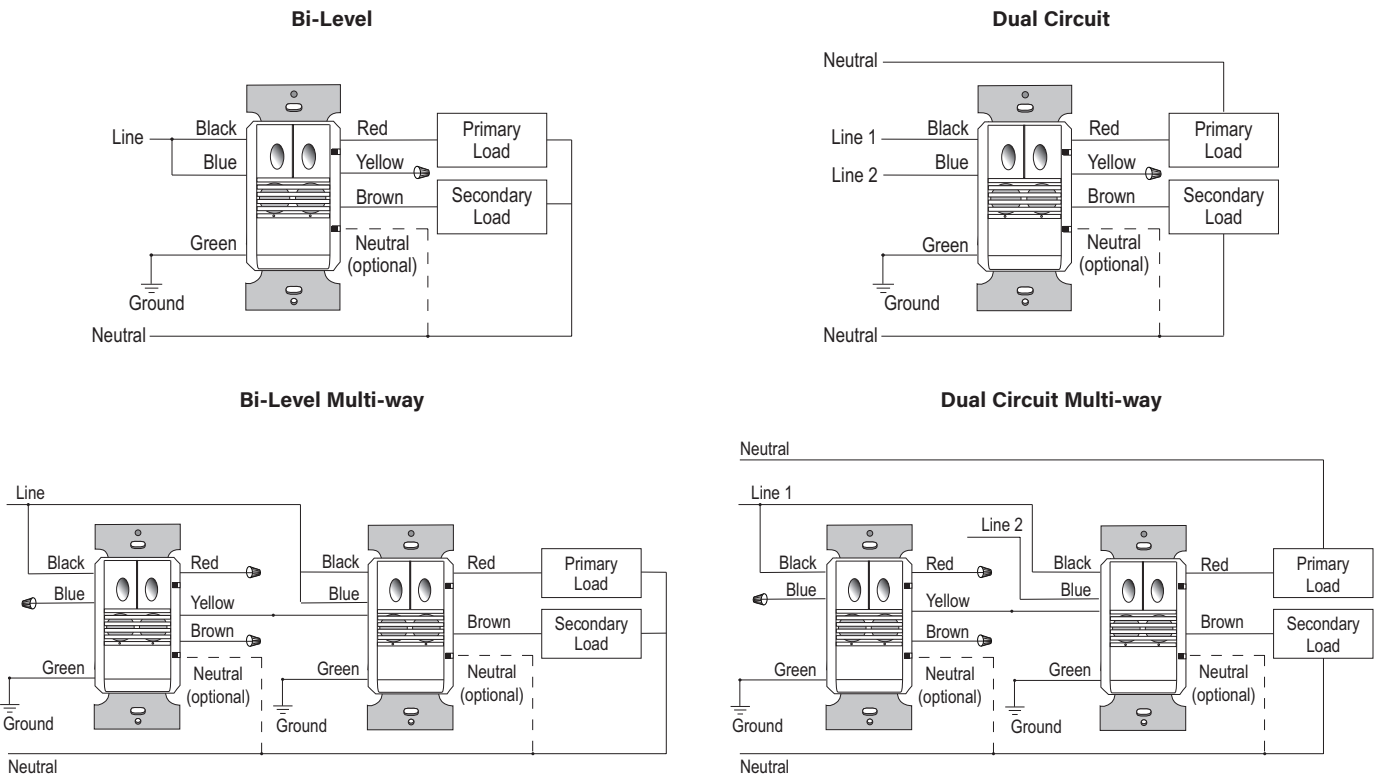 Bi-Level
Line
Black
Blue
Green
Ground
Neutral
Red
Yellow
Brown
Neutral
(optional)
Primary
Load
Secondary
Load
Dual Circuit
Neutral
Line 1
Line 2
Black
Blue
Green
Ground
Neutral
Red
Yellow
Brown
Neutral
(optional)
Primary
Load
Secondary
Load
Bi-Level Multi-way
Line
Black
Blue
Green
Ground
Neutral
Red
Yellow
Brown
Neutral
(optional)
Black
Blue
Green
Ground
Red
Brown
Neutral
(optional)
Primary
Load
Secondary
Load
Dual Circuit Multi-way
Neutral
Line 1
Line 2
Black
Blue
Green
Ground
Neutral
Red
Yellow
Brown
Neutral
(optional)
Black
Blue
Green
Ground
Red
Brown
Neutral
(optional)
Primary
Load
Secondary
Load